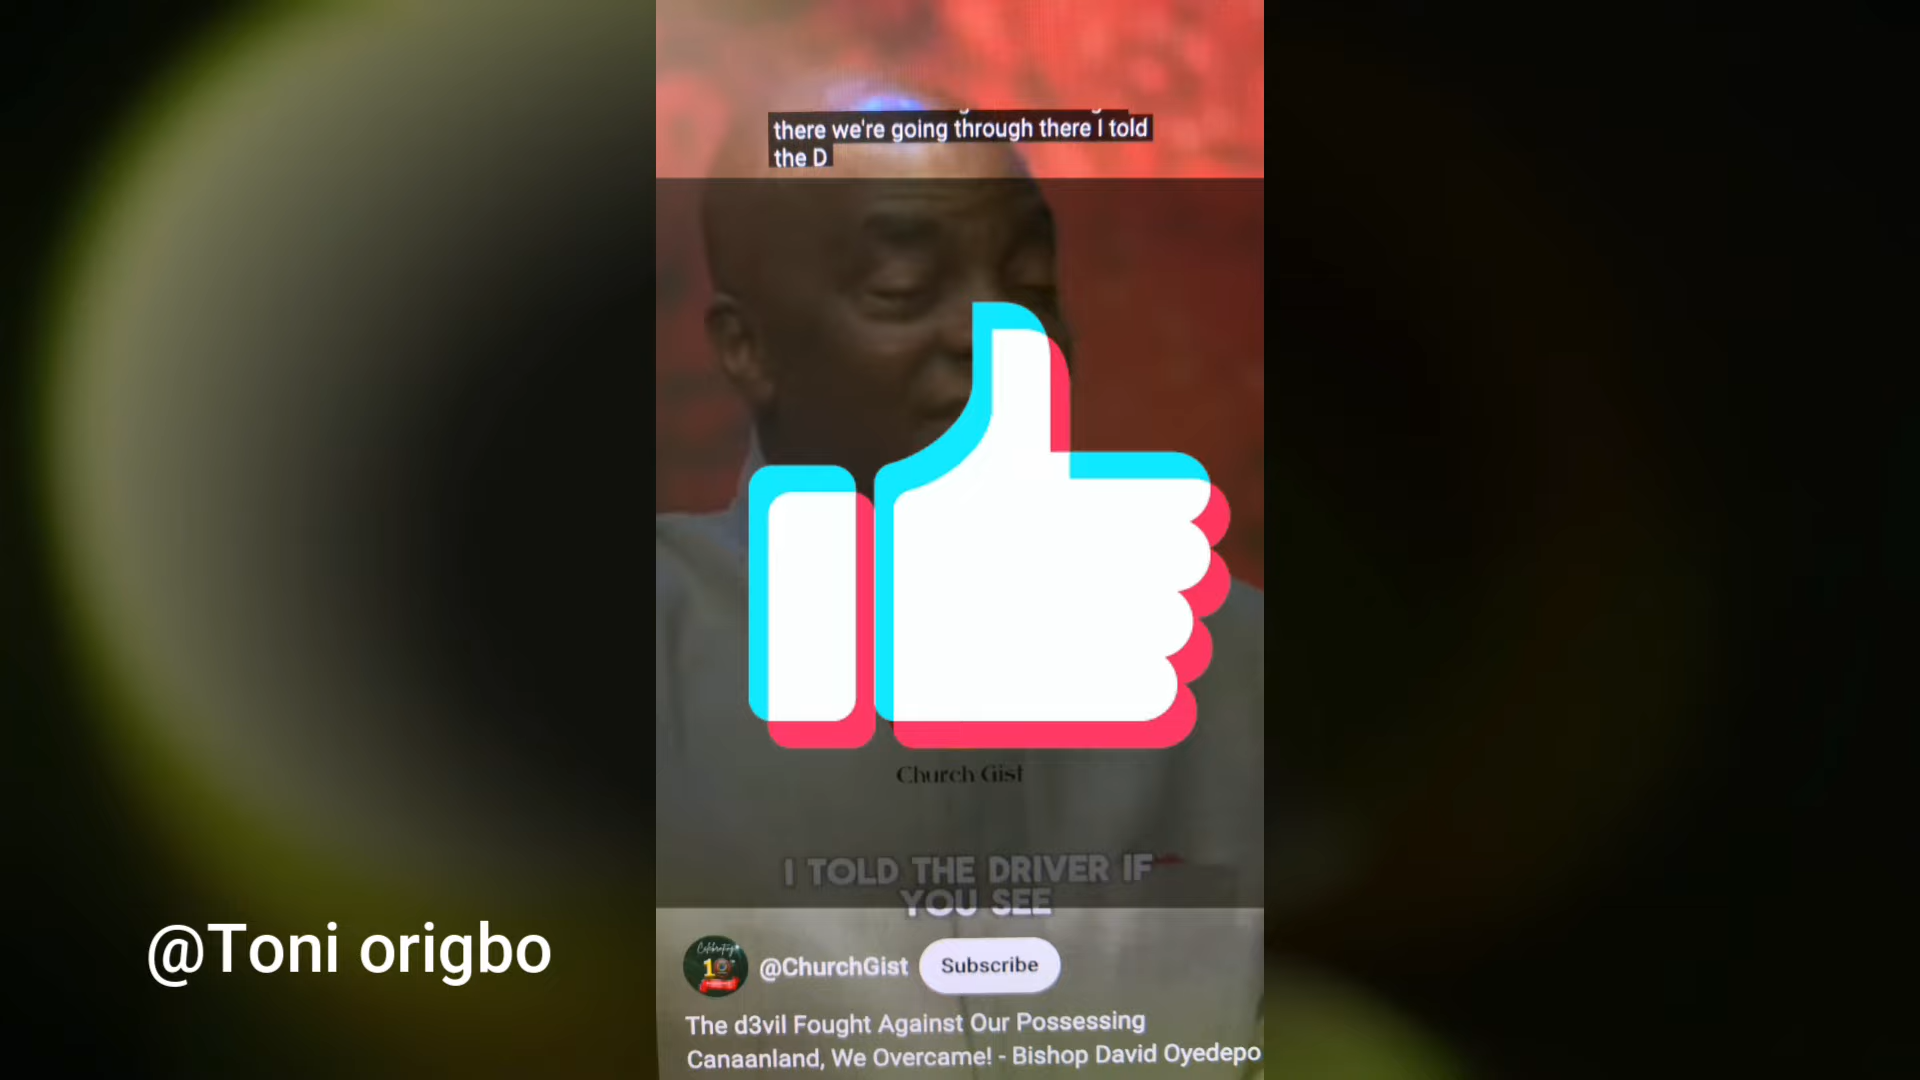 there we're going through there I told
the D
Church Gist
I TOLD THE DRIVER IF
YOU SEE
@Toni origbo
@ChurchGist
Subscribe
The d3vil Fought Against Our Possessing
Canaanland, We Overcame! - Bishop David Oyedepo